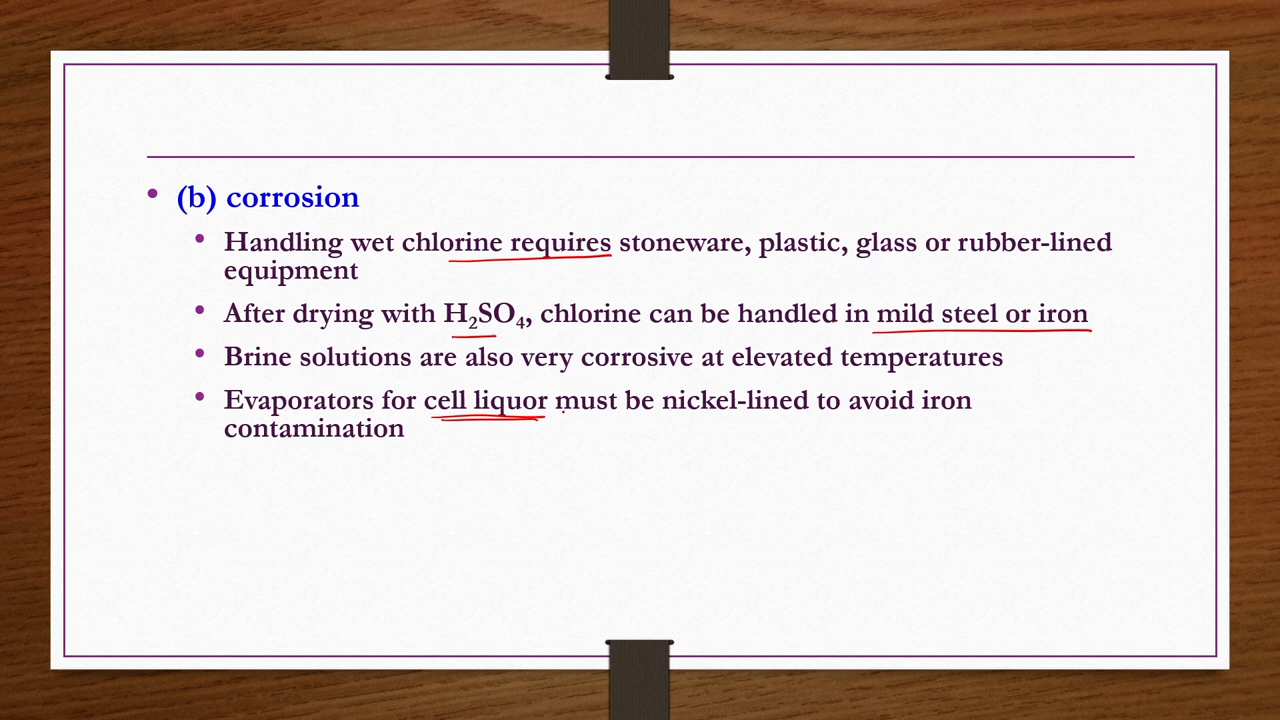 • (b) corrosion
• Handling wet chlorine requires stoneware, plastic, glass or rubber-lined
equipment
• After drying with H₂SO₄, chlorine can be handled in mild steel or iron
• Brine solutions are also very corrosive at elevated temperatures
• Evaporators for cell liquor must be nickel-lined to avoid iron
contamination